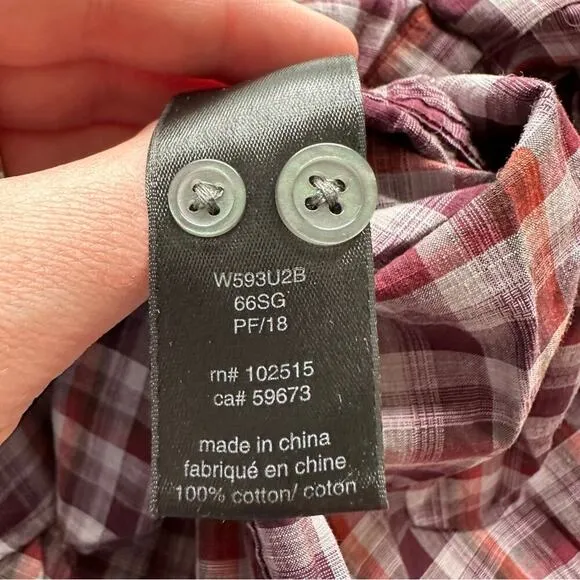 W593U2B
66SG
PF/18
rn# 102515
ca# 59673
made in china
fabriqué en chine
100% cotton/ coton